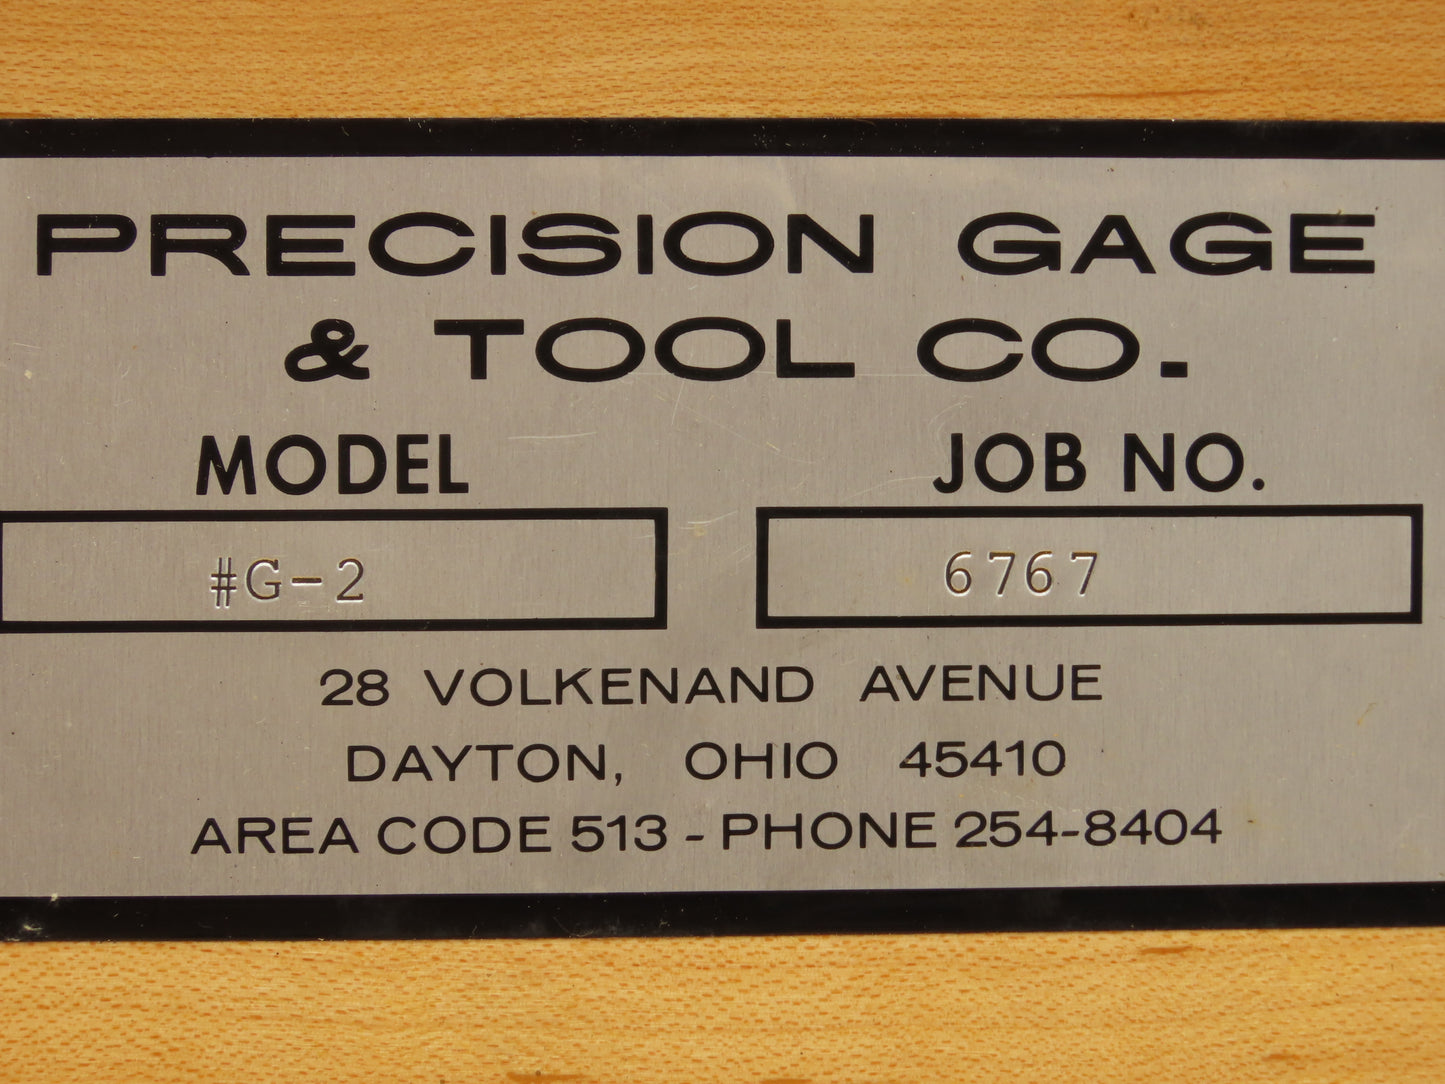 PRECISION GAGE
& TOOL CO.
MODEL JOB NO.
#G-2 6767
28 VOLKENAND AVENUE
DAYTON, OHIO 45410
AREA CODE 513 - PHONE 254-8404